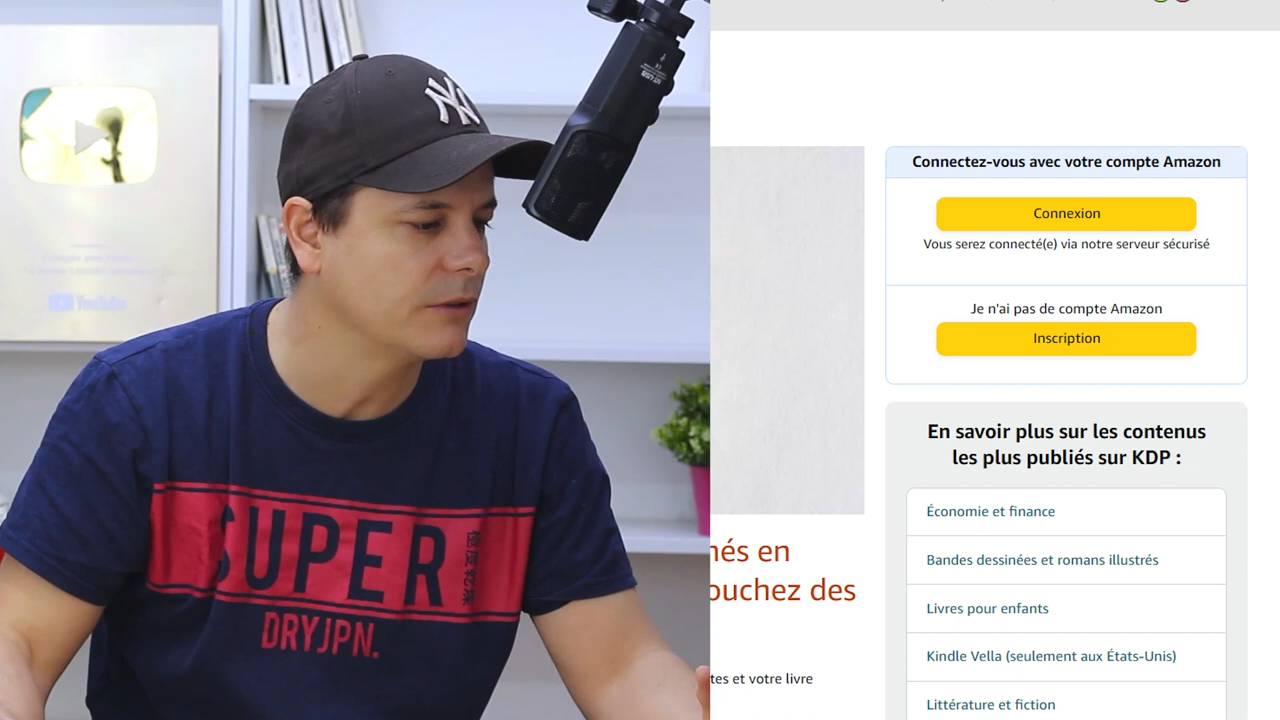 YouTube
NY
NT-USB
SUPER
DRYJPN.
Connectez-vous avec votre compte Amazon
Connexion
Vous serez connecté(e) via notre serveur sécurisé
Je n'ai pas de compte Amazon
Inscription
En savoir plus sur les contenus
les plus publiés sur KDP :
Économie et finance
Bandes dessinées et romans illustrés
Livres pour enfants
Kindle Vella (seulement aux États-Unis)
Littérature et fiction
en
ouchez des
tes et votre livre